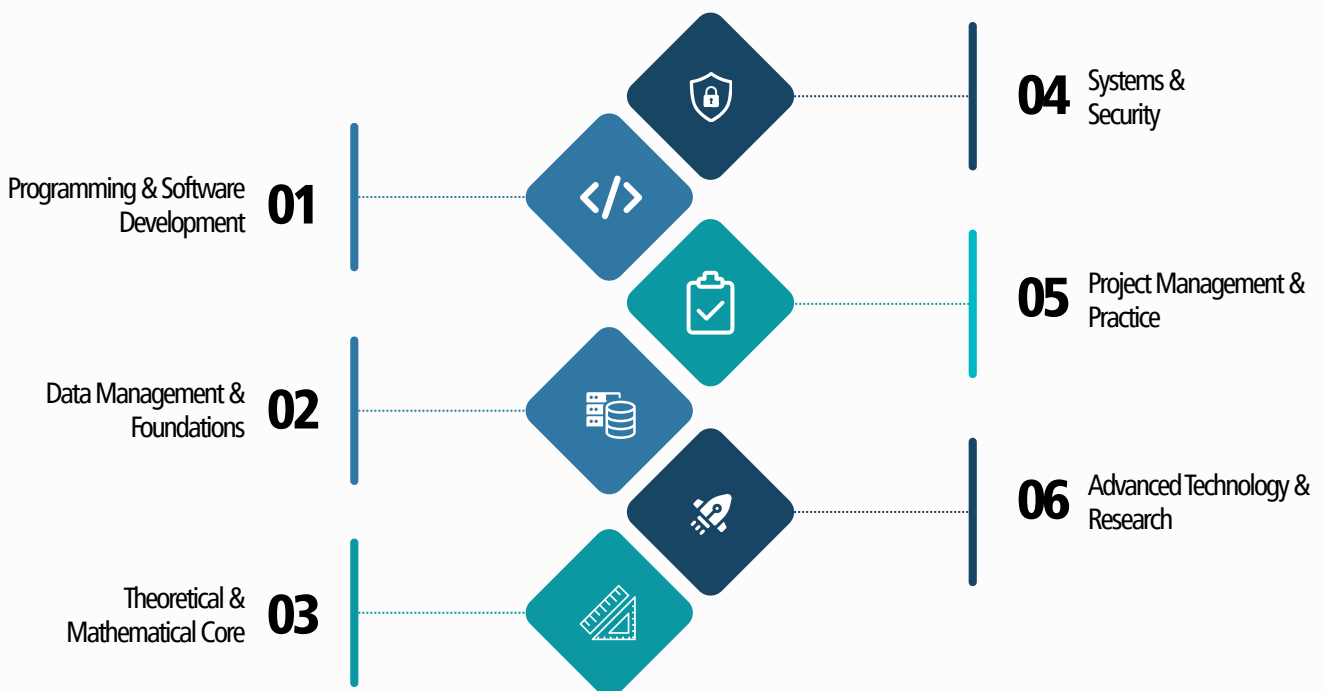 01
Programming & Software
Development
02
Data Management &
Foundations
03
Theoretical &
Mathematical Core
04
Systems &
Security
05
Project Management &
Practice
06
Advanced Technology &
Research